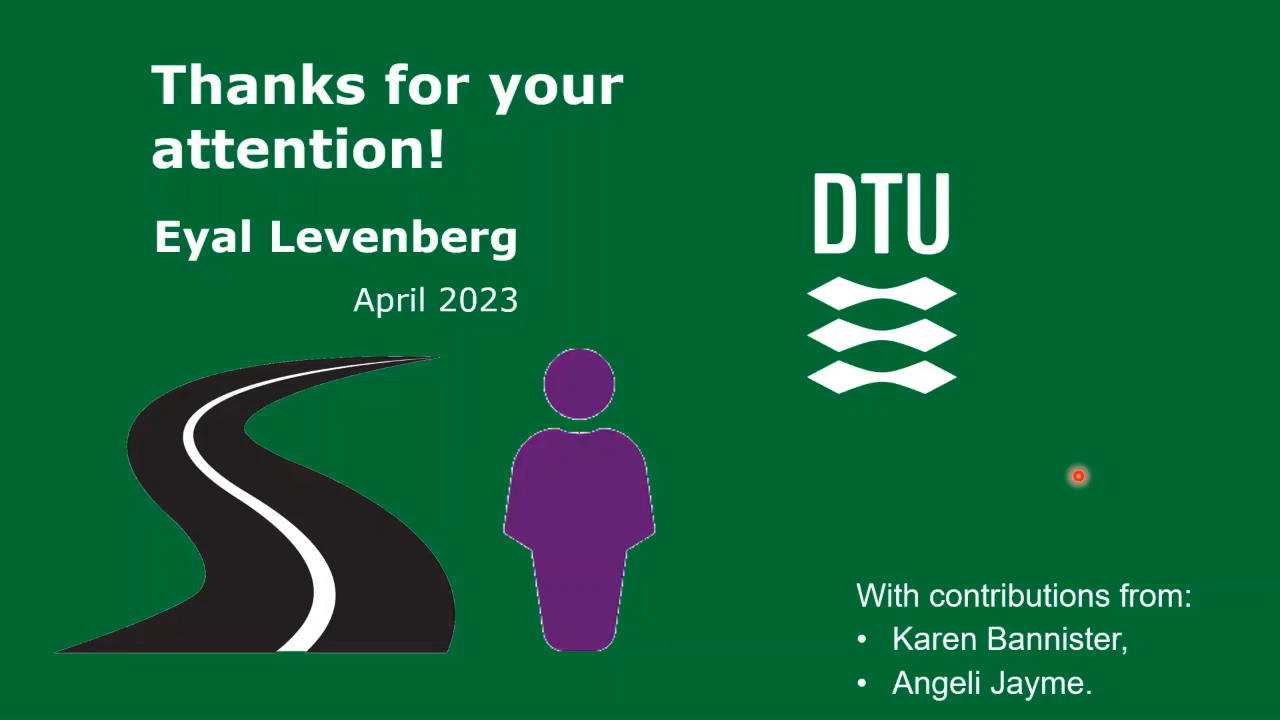 Thanks for your
attention!
Eyal Levenberg
April 2023
DTU
With contributions from:
• Karen Bannister,
• Angeli Jayme.